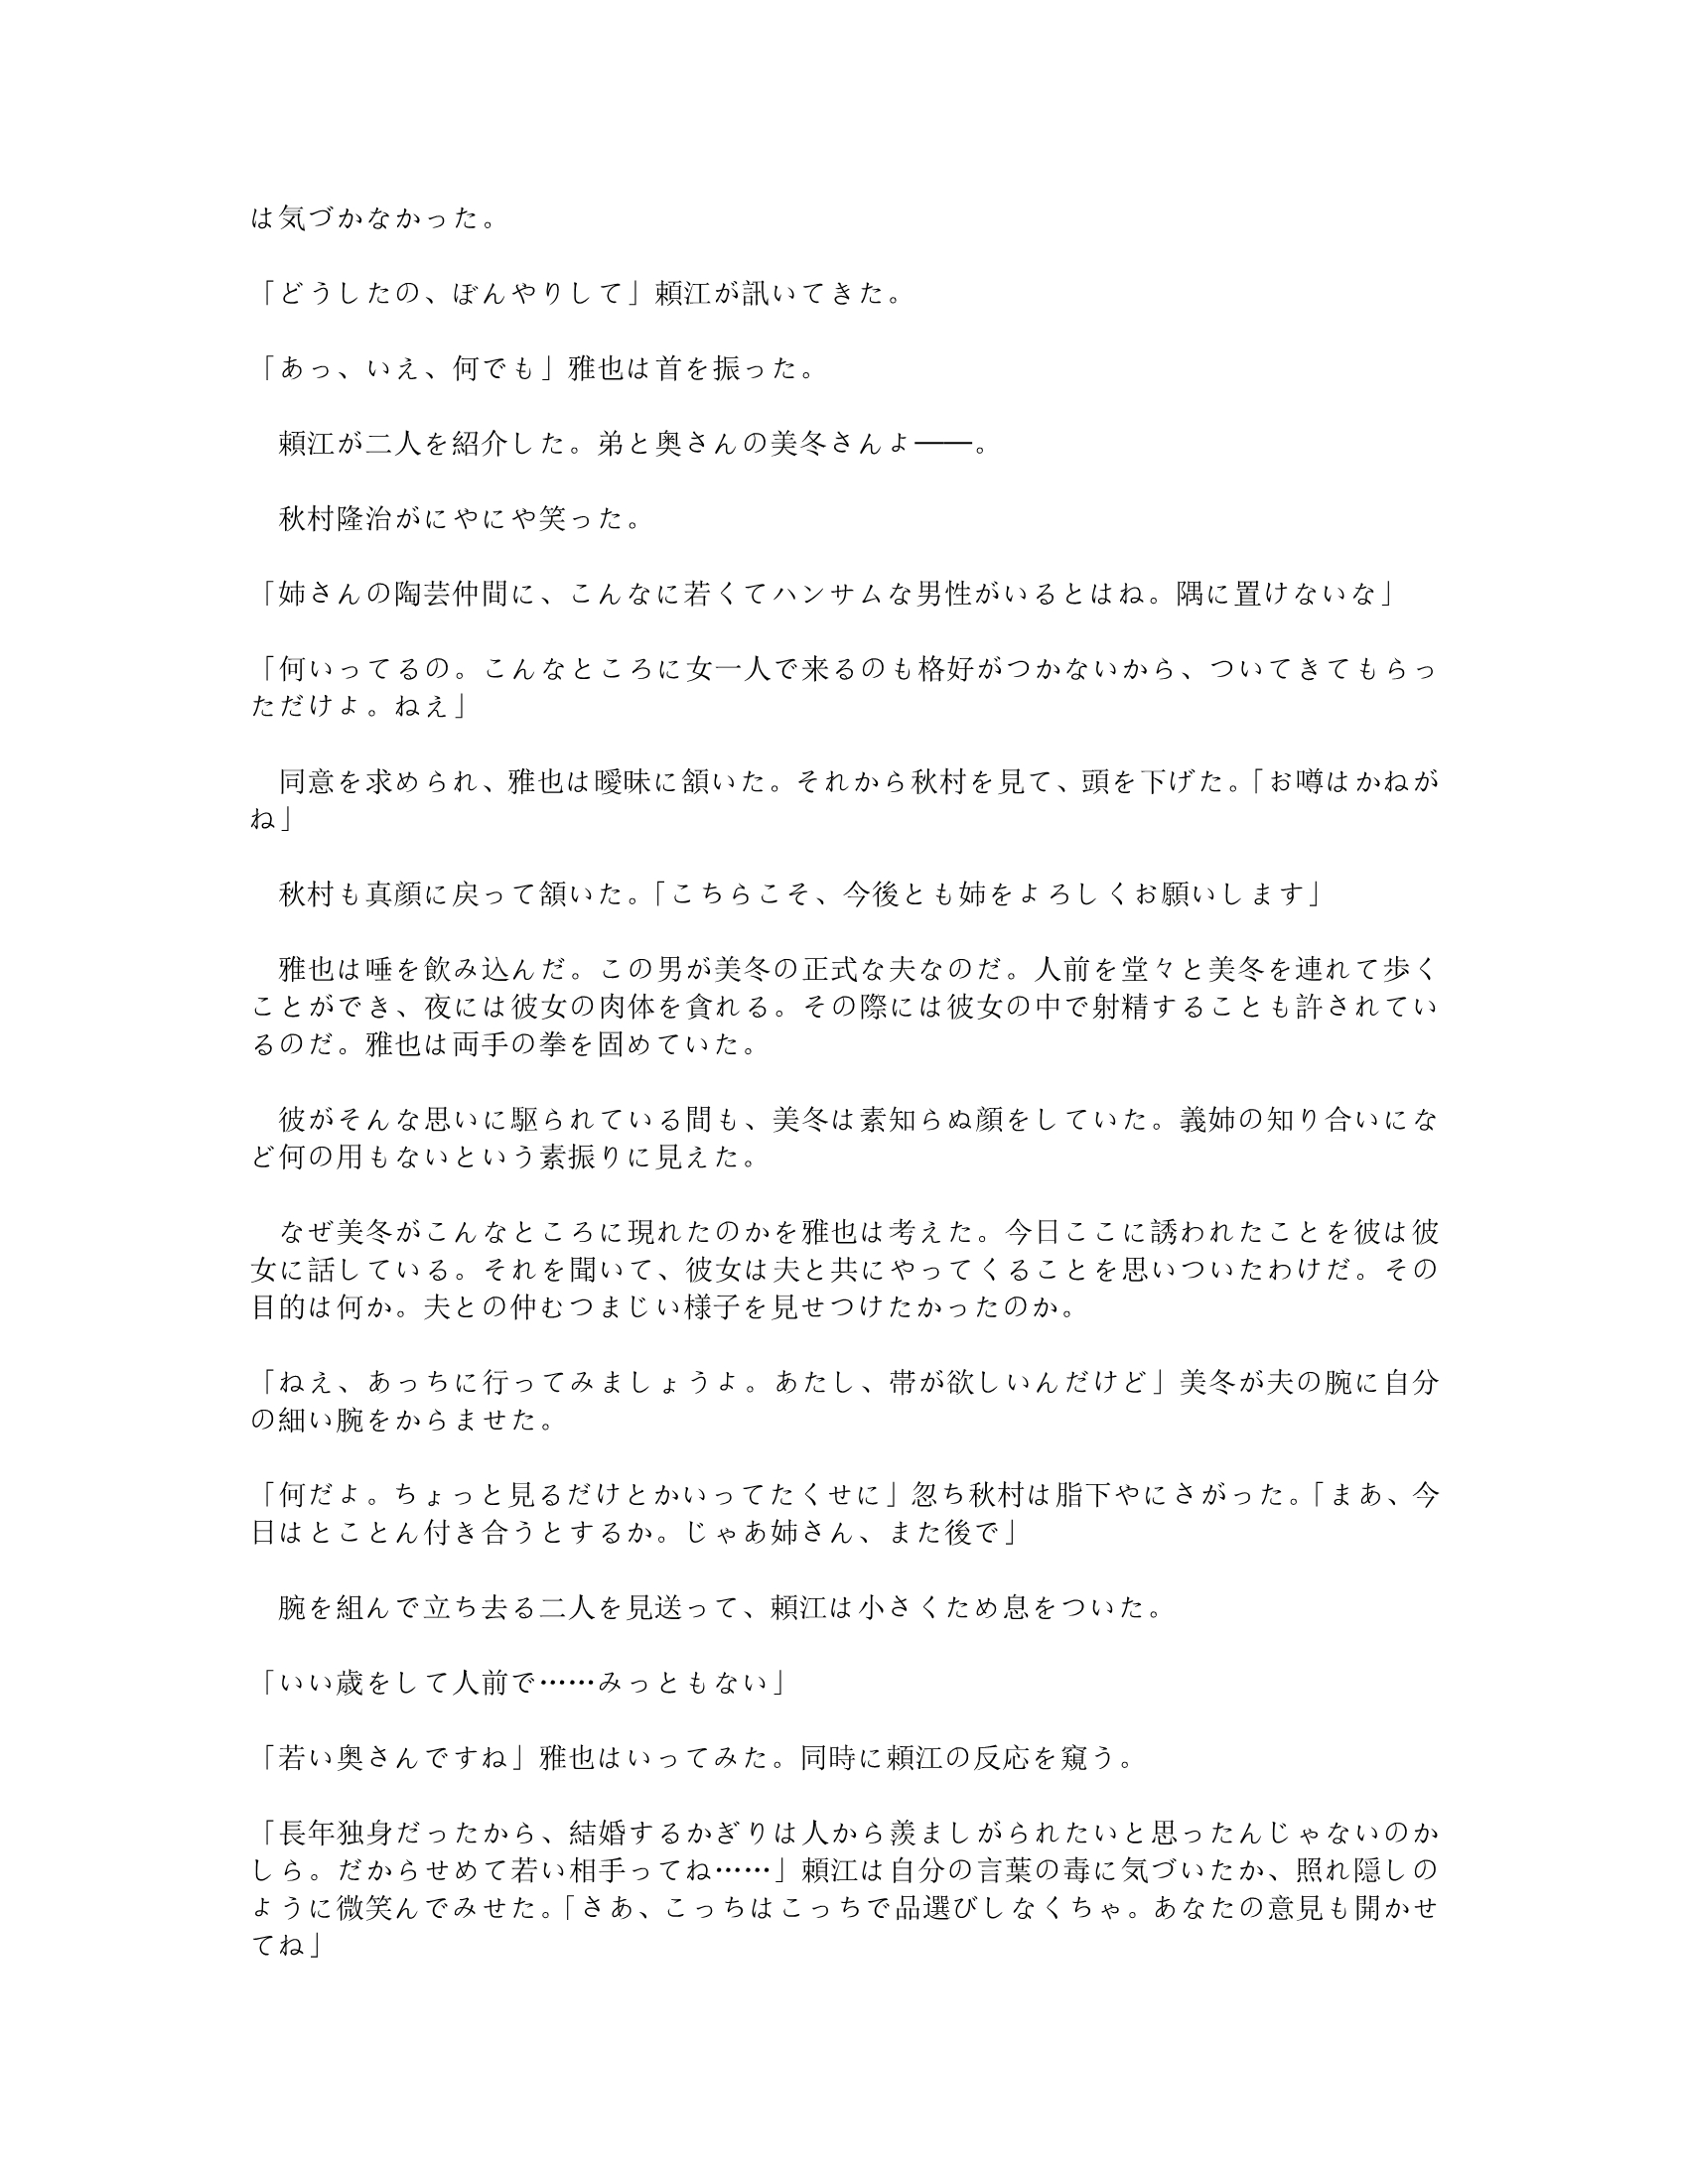 は気づかなかった。
「どうしたの、ぼんやりして」頼江が訊いてきた。
「あっ、いえ、何でも」雅也は首を振った。
　頼江が二人を紹介した。弟と奥さんの美冬さんよ――。
　秋村隆治がにやにや笑った。
「姉さんの陶芸仲間に、こんなに若くてハンサムな男性がいるとはね。隅に置けないな」
「何いってるの。こんなところに女一人で来るのも格好がつかないから、ついてきてもらっ
ただけよ。ねえ」
　同意を求められ、雅也は曖昧に頷いた。それから秋村を見て、頭を下げた。「お噂はかねが
ね」
　秋村も真顔に戻って頷いた。「こちらこそ、今後とも姉をよろしくお願いします」
　雅也は唾を飲み込んだ。この男が美冬の正式な夫なのだ。人前を堂々と美冬を連れて歩く
ことができ、夜には彼女の肉体を貪れる。その際には彼女の中で射精することも許されてい
るのだ。雅也は両手の拳を固めていた。
　彼がそんな思いに駆られている間も、美冬は素知らぬ顔をしていた。義姉の知り合いにな
ど何の用もないという素振りに見えた。
　なぜ美冬がこんなところに現れたのかを雅也は考えた。今日ここに誘われたことを彼は彼
女に話している。それを聞いて、彼女は夫と共にやってくることを思いついたわけだ。その
目的は何か。夫との仲むつまじい様子を見せつけたかったのか。
「ねえ、あっちに行ってみましょうよ。あたし、帯が欲しいんだけど」美冬が夫の腕に自分
の細い腕をからませた。
「何だよ。ちょっと見るだけとかいってたくせに」忽ち秋村は脂下やにさがった。「まあ、今
日はとことん付き合うとするか。じゃあ姉さん、また後で」
　腕を組んで立ち去る二人を見送って、頼江は小さくため息をついた。
「いい歳をして人前で……みっともない」
「若い奥さんですね」雅也はいってみた。同時に頼江の反応を窺う。
「長年独身だったから、結婚するかぎりは人から羨ましがられたいと思ったんじゃないのか
しら。だからせめて若い相手ってね……」頼江は自分の言葉の毒に気づいたか、照れ隠しの
ように微笑んでみせた。「さあ、こっちはこっちで品選びしなくちゃ。あなたの意見も開かせ
てね」